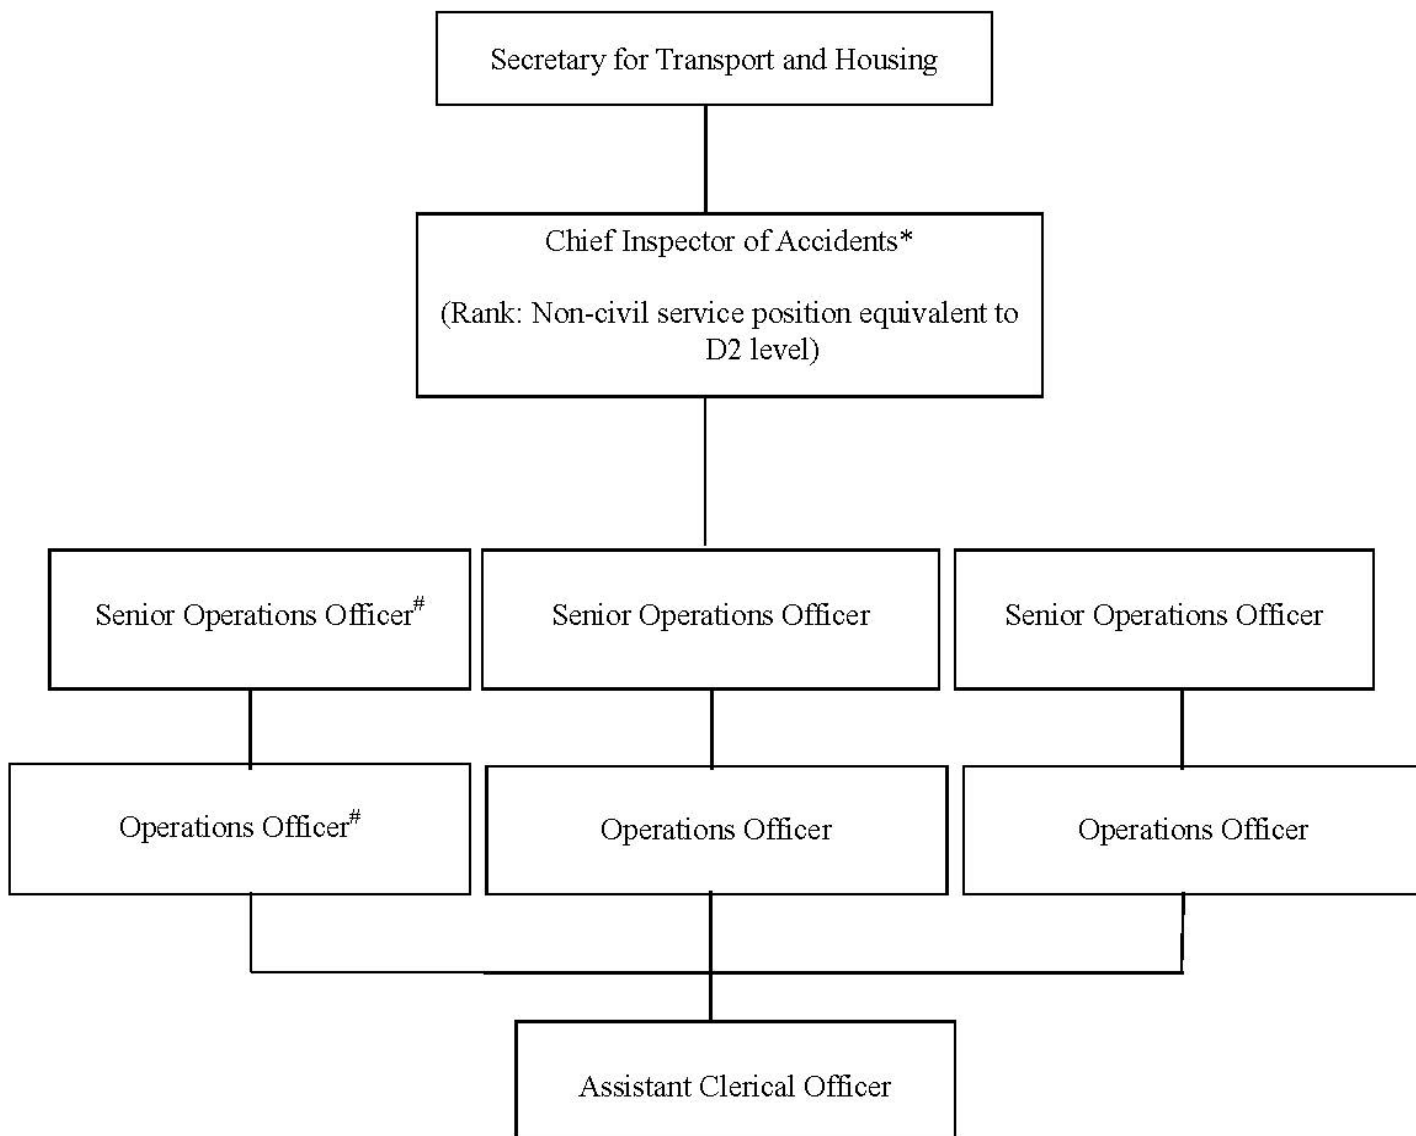 Secretary for Transport and Housing
Chief Inspector of Accidents*
(Rank: Non-civil service position equivalent to
D2 level)
Senior Operations Officer#
Senior Operations Officer
Senior Operations Officer
Operations Officer#
Operations Officer
Operations Officer
Assistant Clerical Officer